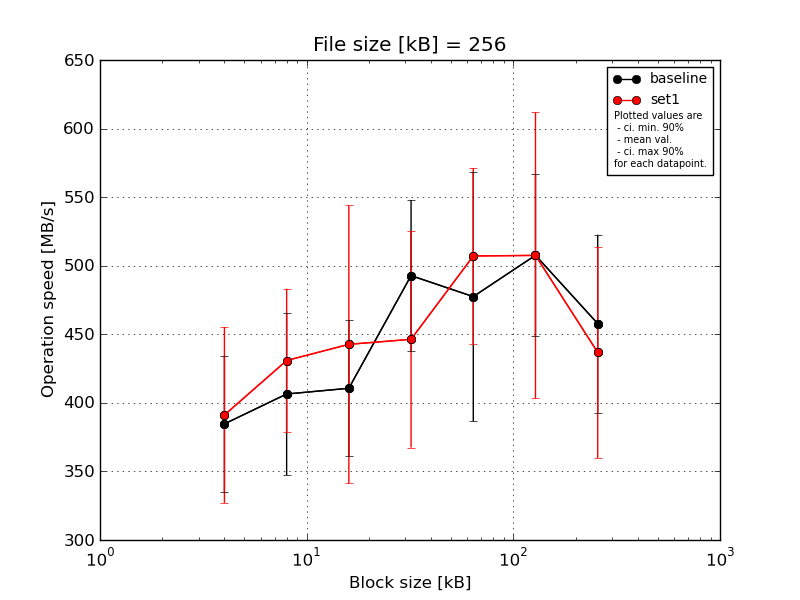 File size [kB] = 256
650
600
550
500
450
400
350
300
Operation speed [MB/s]
baseline
set1
Plotted values are
- ci. min. 90%
- mean val.
- ci. max 90%
for each datapoint.
10^0
10^1
10^2
10^3
Block size [kB]